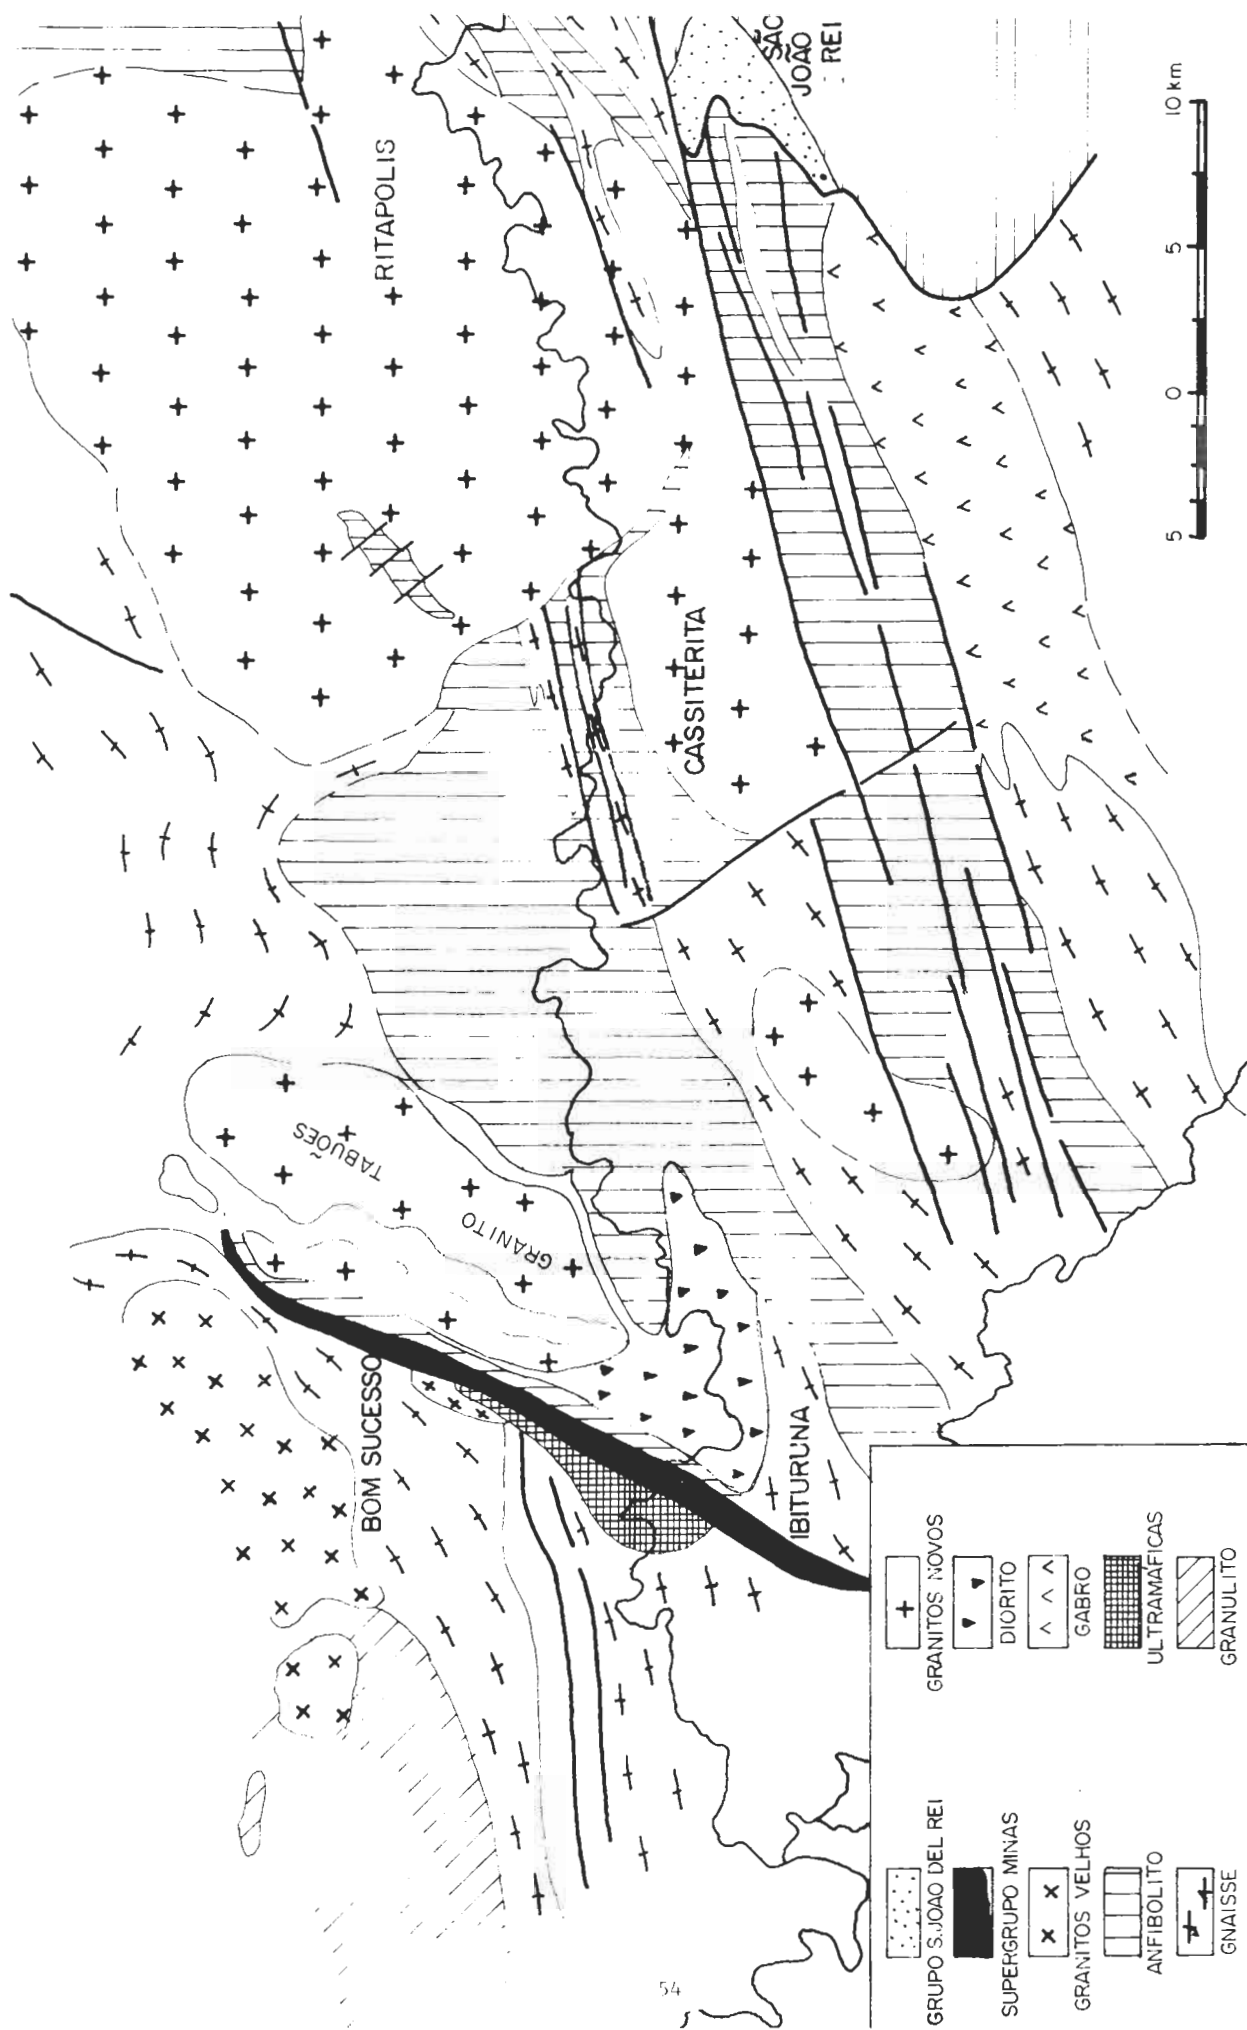 SÃO
JOÃO
REI
RITAPOLIS
CASSITERITA
GRANITO TABUÕES
BOM SUCESSO
IBITURUNA
5 0 5 10 km
GRUPO S.JOAO DEL REI
SUPERGRUPO MINAS
GRANITOS VELHOS
ANFIBOLITO
GNAISSE
GRANITOS NOVOS
DIORITO
GABRO
ULTRAMÁFICAS
GRANULITO
54